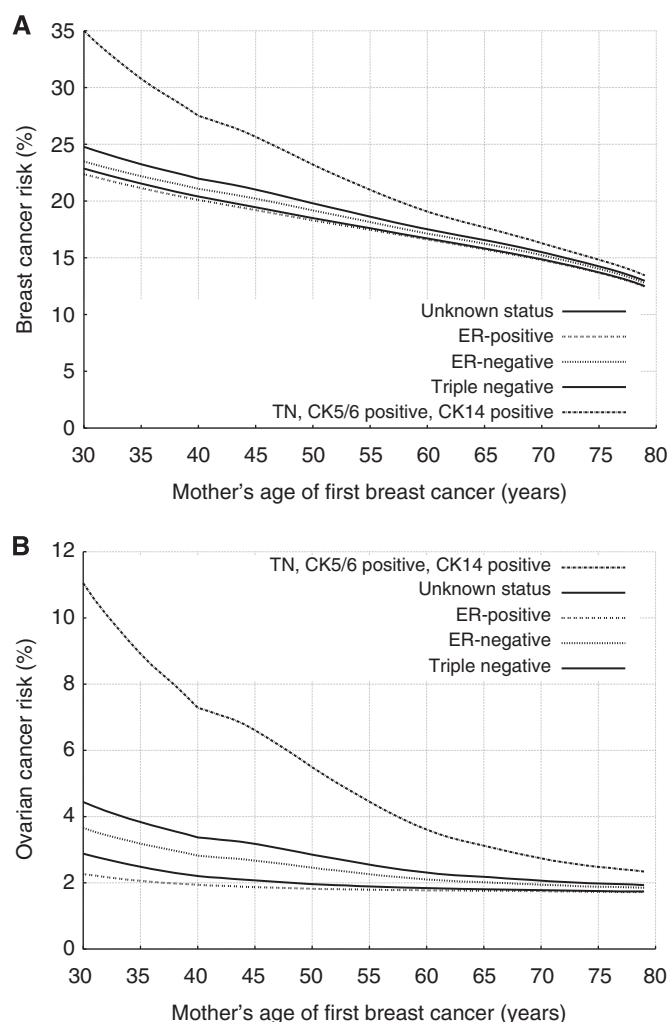 A
35
30
25
20
15
10
5
0
Breast cancer risk (%)
Unknown status
ER-positive
ER-negative
Triple negative
TN, CK5/6 positive, CK14 positive
30 35 40 45 50 55 60 65 70 75 80
Mother's age of first breast cancer (years)
B
12
10
8
6
4
2
0
Ovarian cancer risk (%)
TN, CK5/6 positive, CK14 positive
Unknown status
ER-positive
ER-negative
Triple negative
30 35 40 45 50 55 60 65 70 75 80
Mother's age of first breast cancer (years)